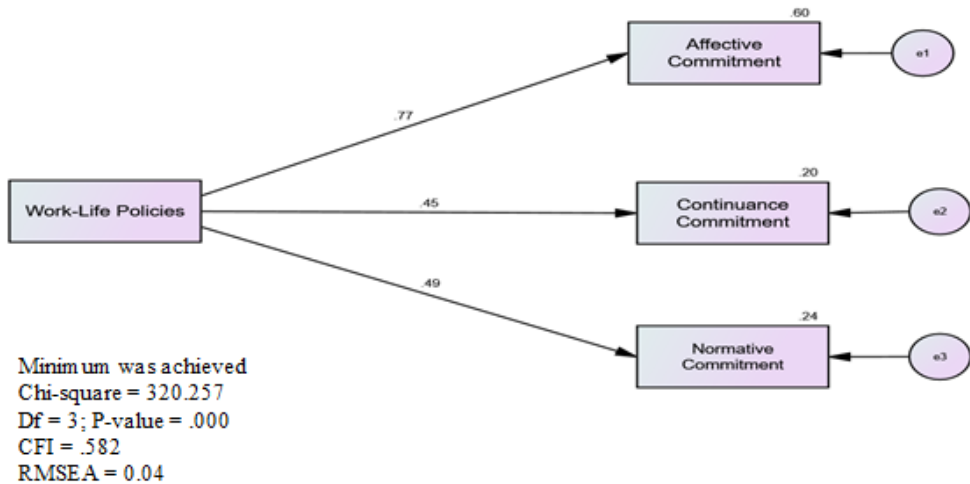 .60
Affective
Commitment
e1
.77
.20
Work-Life Policies
.45
Continuance
Commitment
e2
.49
.24
Normative
Commitment
e3
Minimum was achieved
Chi-square = 320.257
Df = 3; P-value = .000
CFI = .582
RMSEA = 0.04